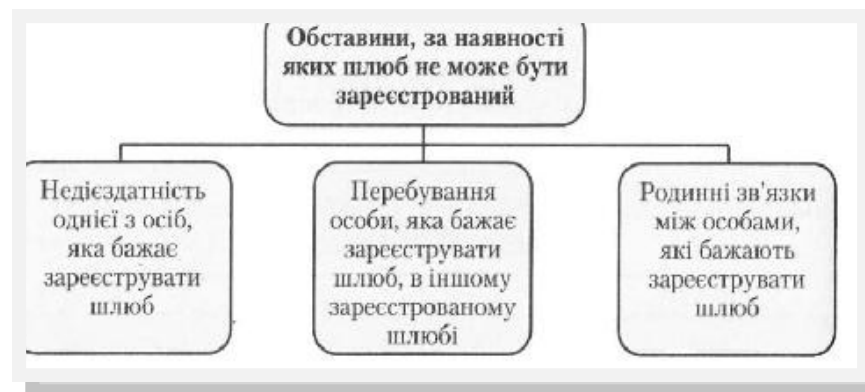 Обставини, за наявності
яких шлюб не може бути
зареєстрований
Недієздатність
однієї з осіб,
яка бажає
зареєструвати
шлюб
Перебування
особи, яка бажає
зареєструвати
шлюб, в іншому
зареєстрованому
шлюбі
Родинні зв'язки
між особами,
які бажають
зареєструвати
шлюб